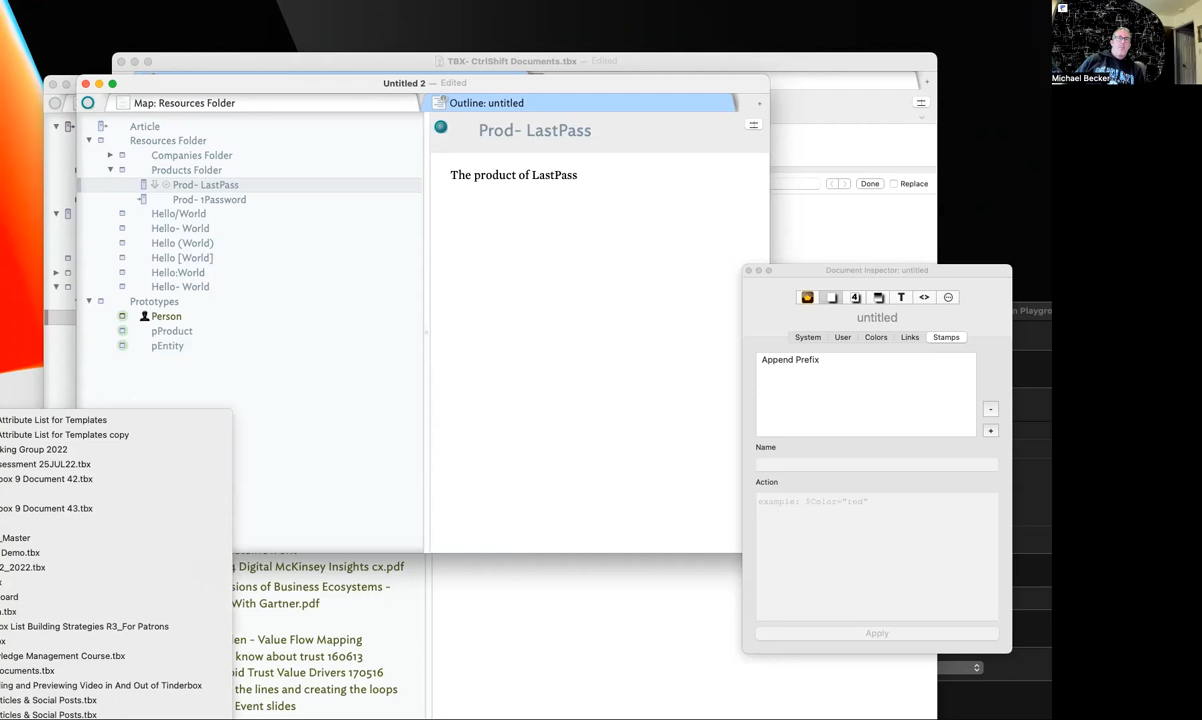 TBX- CtrlShift Documents.tbx — Edited
Untitled 2 — Edited
Map: Resources Folder
Outline: untitled
Article
Resources Folder
Companies Folder
Products Folder
Prod- LastPass
Prod- 1Password
Hello/World
Hello- World
Hello (World)
Hello [World]
Hello:World
Hello- World
Prototypes
Person
pProduct
pEntity
Prod- LastPass
The product of LastPass
Done
Replace
Michael Becker
Document Inspector: untitled
untitled
System
User
Colors
Links
Stamps
Append Prefix
-
+
Name
Action
example: $Color="red"
Apply
n Playgrou
Attribute List for Templates
Attribute List for Templates copy
king Group 2022
sessment 25JUL22.tbx
box 9 Document 42.tbx
box 9 Document 43.tbx
_Master
Demo.tbx
2_2022.tbx
oard
n.tbx
ox List Building Strategies R3_For Patrons
ox
ledge Management Course.tbx
ocuments.tbx
ling and Previewing Video in And Out of Tinderbox
ticles & Social Posts.tbx
ticles & Social Posts.tbx
4 Digital McKinsey Insights cx.pdf
sions of Business Ecosystems -
With Gartner.pdf
len - Value Flow Mapping
know about trust 160613
oid Trust Value Drivers 170516
the lines and creating the loops
Event slides